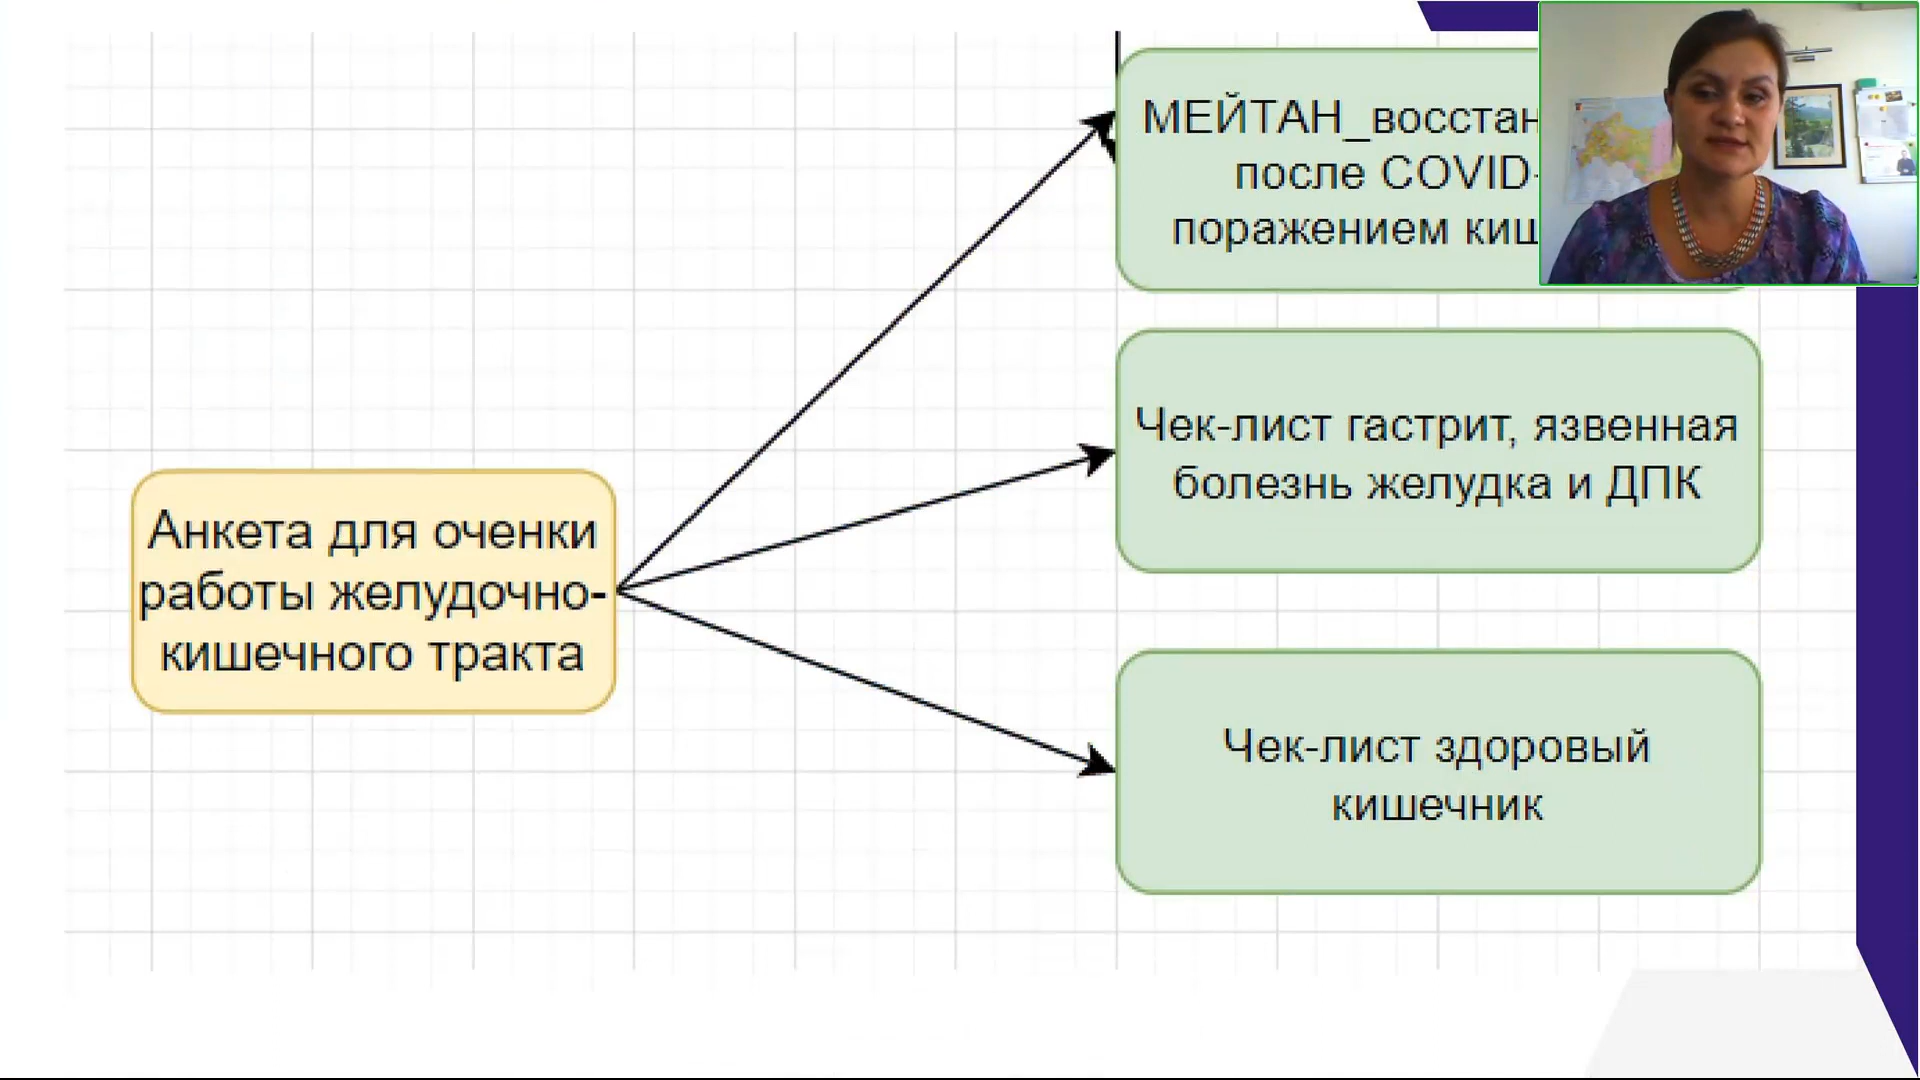 МЕЙТАН_восстан
после COVID-
поражением киш
Чек-лист гастрит, язвенная
болезнь желудка и ДПК
Анкета для оченки
работы желудочно-
кишечного тракта
Чек-лист здоровый
кишечник